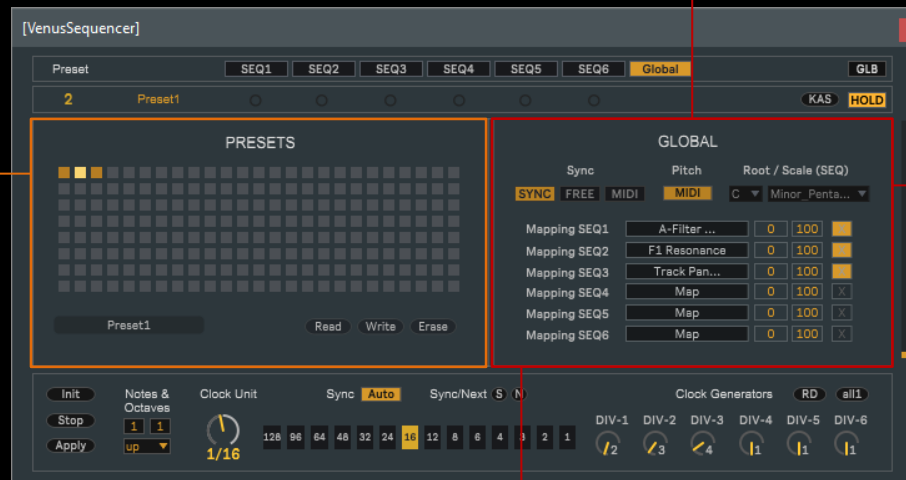 [VenusSequencer]
Preset SEQ1 SEQ2 SEQ3 SEQ4 SEQ5 SEQ6 Global GLB
2 Preset1 KAS HOLD
PRESETS
Preset1 Read Write Erase
GLOBAL
Sync Pitch Root / Scale (SEQ)
SYNC FREE MIDI MIDI C Minor_Penta...
Mapping SEQ1 A-Filter ... 0 100
Mapping SEQ2 F1 Resonance 0 100
Mapping SEQ3 Track Pan... 0 100
Mapping SEQ4 Map 0 100 X
Mapping SEQ5 Map 0 100 X
Mapping SEQ6 Map 0 100 X
Init Notes & Octaves Clock Unit Sync Auto Sync/Next S N Clock Generators RD all1
Stop 1 1 DIV-1 DIV-2 DIV-3 DIV-4 DIV-5 DIV-6
Apply up 1/16 128 96 64 48 32 24 16 12 8 6 4 3 2 1 /2 /3 /4 1 1 1